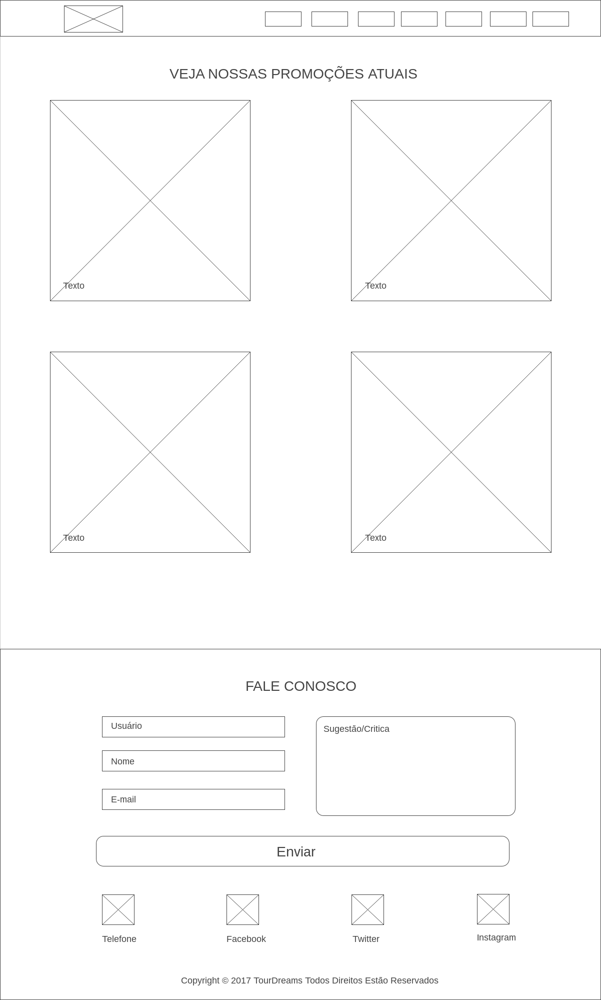 VEJA NOSSAS PROMOÇÕES ATUAIS
Texto
Texto
Texto
Texto
FALE CONOSCO
Usuário
Sugestão/Critica
Nome
E-mail
Enviar
Telefone
Facebook
Twitter
Instagram
Copyright © 2017 TourDreams Todos Direitos Estão Reservados